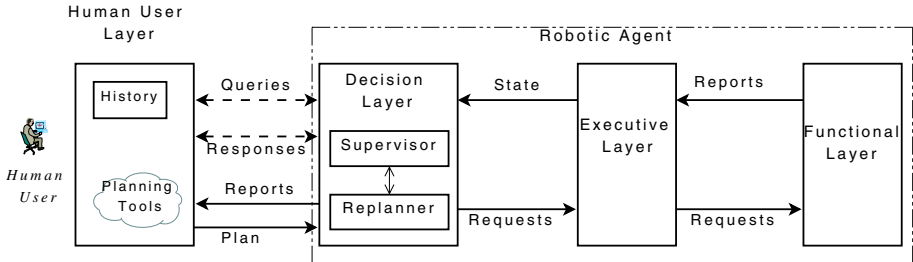 Human User
Layer
Robotic Agent
History
Planning
Tools
Human
User
Queries
Responses
Reports
Plan
Decision
Layer
Supervisor
Replanner
State
Requests
Executive
Layer
Reports
Requests
Functional
Layer